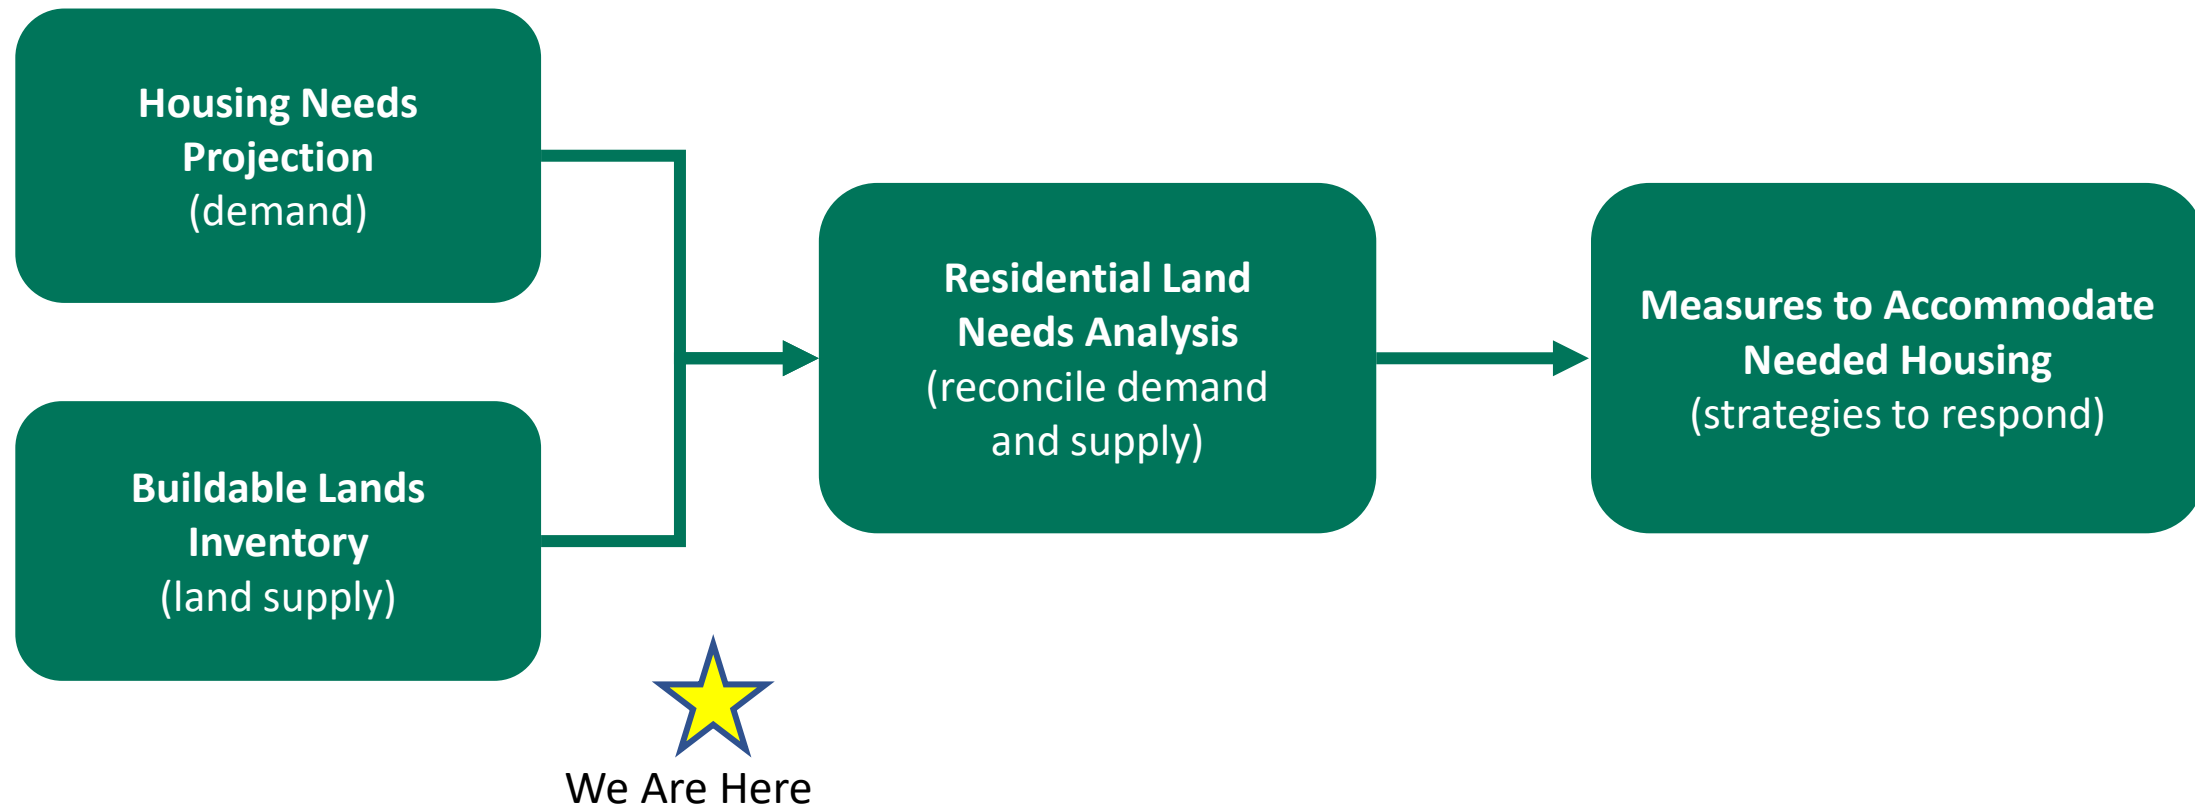 Housing Needs
Projection
(demand)
Buildable Lands
Inventory
(land supply)
Residential Land
Needs Analysis
(reconcile demand
and supply)
Measures to Accommodate
Needed Housing
(strategies to respond)
We Are Here